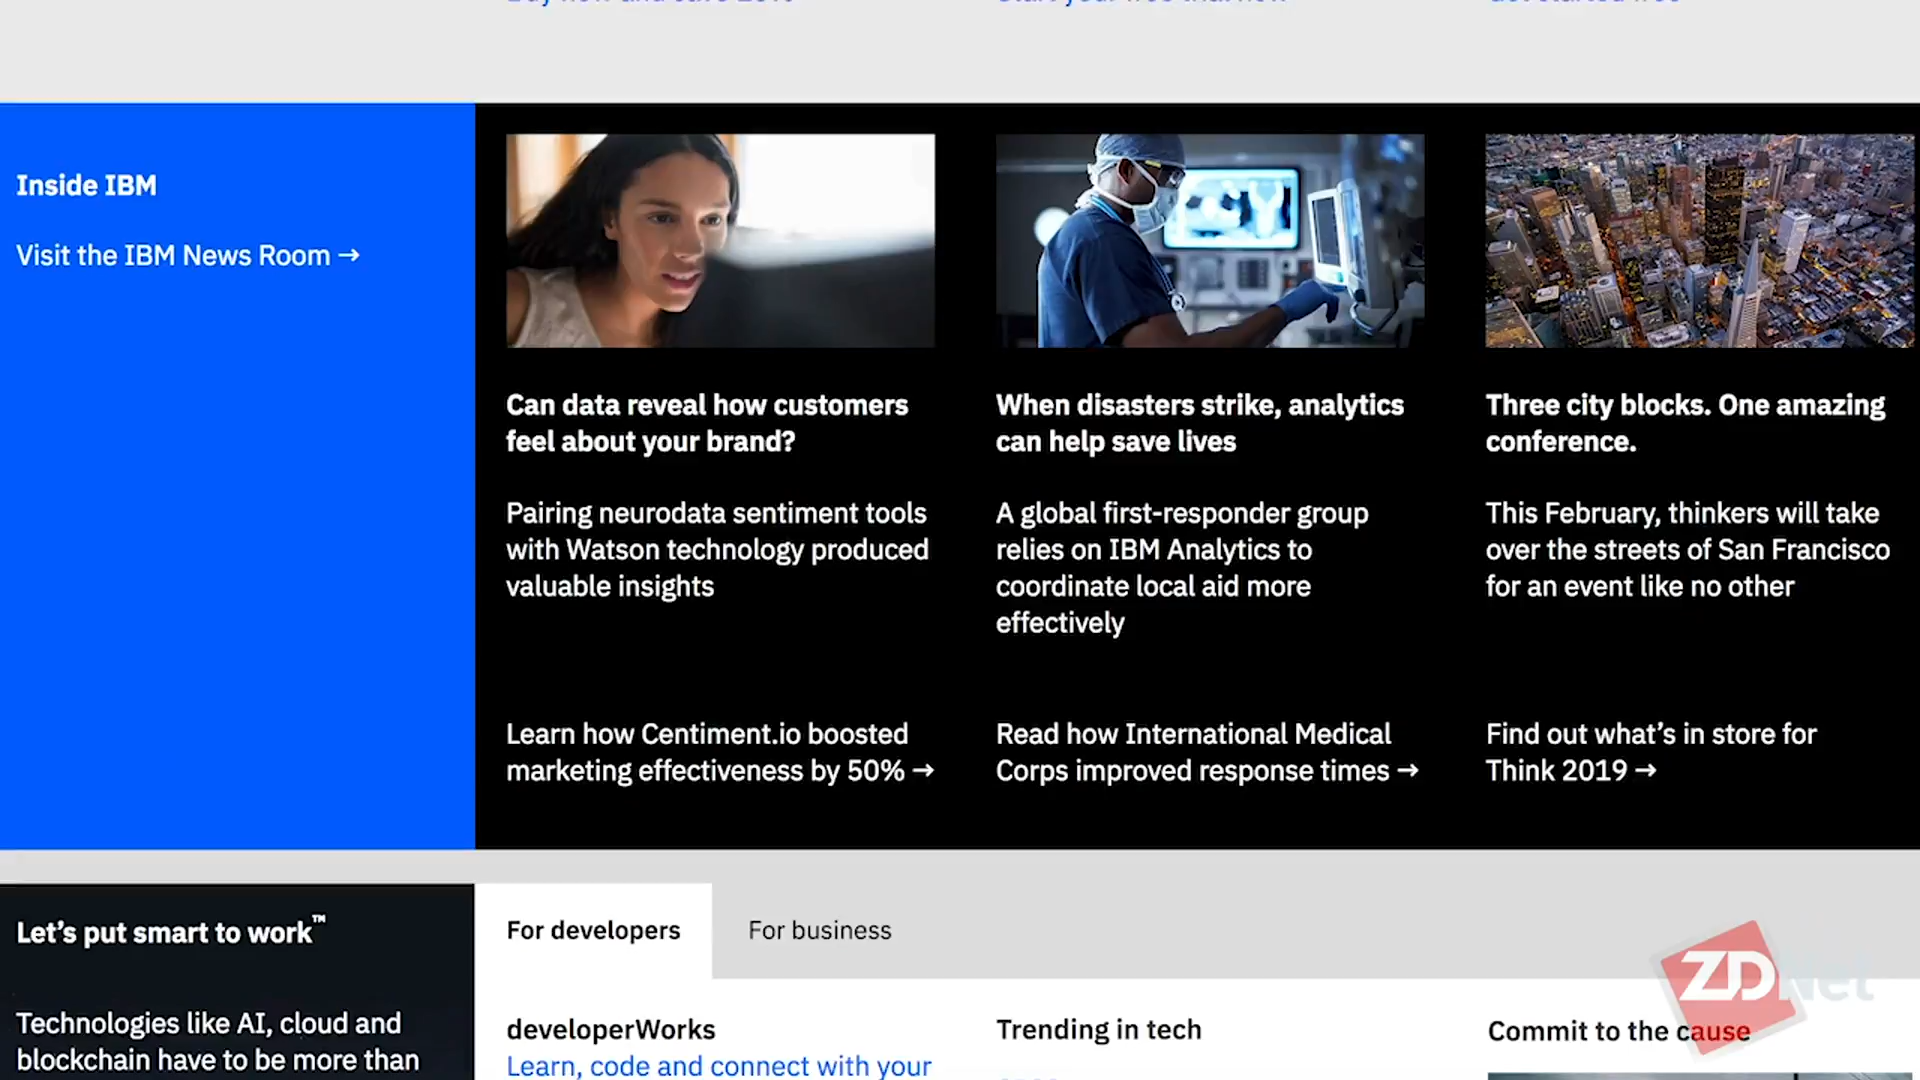 Inside IBM
Visit the IBM News Room →
Can data reveal how customers
feel about your brand?
Pairing neurodata sentiment tools
with Watson technology produced
valuable insights
Learn how Centiment.io boosted
marketing effectiveness by 50% →
When disasters strike, analytics
can help save lives
A global first-responder group
relies on IBM Analytics to
coordinate local aid more
effectively
Read how International Medical
Corps improved response times →
Three city blocks. One amazing
conference.
This February, thinkers will take
over the streets of San Francisco
for an event like no other
Find out what’s in store for
Think 2019 →
Let’s put smart to work™
Technologies like AI, cloud and
blockchain have to be more than
For developers
For business
developerWorks
Learn, code and connect with your
Trending in tech
Commit to the cause
ZDNet